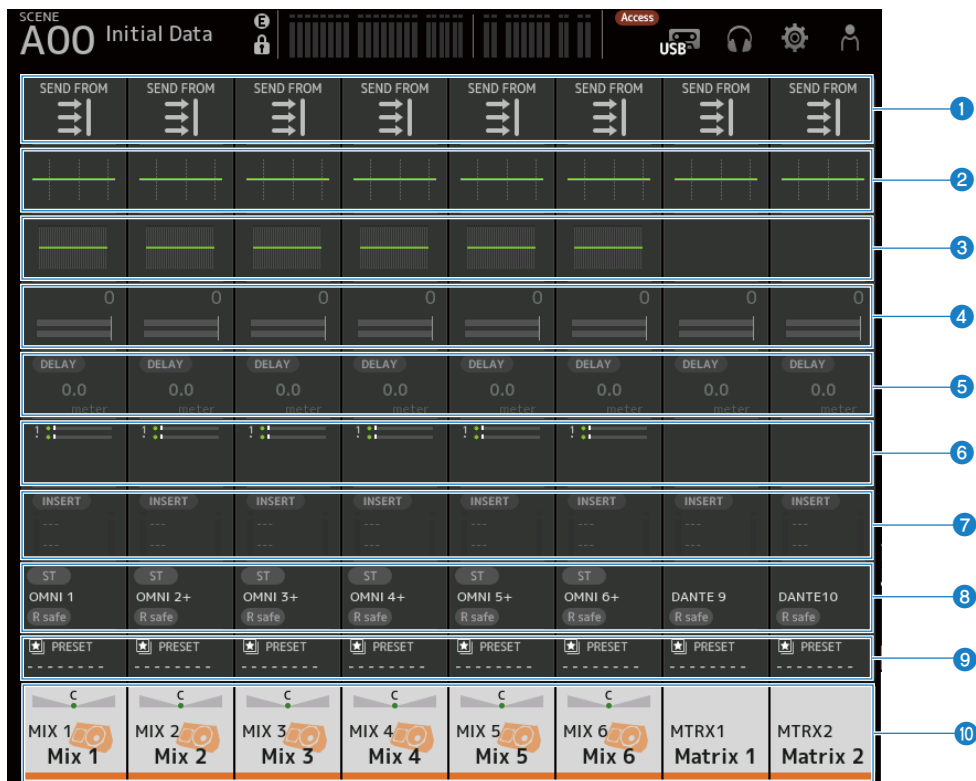 SCENE
A00 Initial Data E Access USB
SEND FROM SEND FROM SEND FROM SEND FROM SEND FROM SEND FROM SEND FROM SEND FROM
1
2
3
0 0 0 0 0 0 0 0
4
DELAY DELAY DELAY DELAY DELAY DELAY DELAY DELAY
0.0 0.0 0.0 0.0 0.0 0.0 0.0 0.0
meter meter meter meter meter meter meter meter
5
1 1 1 1 1 1
6
INSERT INSERT INSERT INSERT INSERT INSERT INSERT INSERT
--- --- --- --- --- --- --- ---
--- --- --- --- --- --- --- ---
7
ST ST ST ST ST ST
OMNI 1 OMNI 2+ OMNI 3+ OMNI 4+ OMNI 5+ OMNI 6+ DANTE 9 DANTE10
R safe R safe R safe R safe R safe R safe R safe R safe
8
PRESET PRESET PRESET PRESET PRESET PRESET PRESET PRESET
-------- -------- -------- -------- -------- -------- -------- --------
9
C C C C C C
MIX 1 MIX 2 MIX 3 MIX 4 MIX 5 MIX 6 MTRX1 MTRX2
Mix 1 Mix 2 Mix 3 Mix 4 Mix 5 Mix 6 Matrix 1 Matrix 2
10